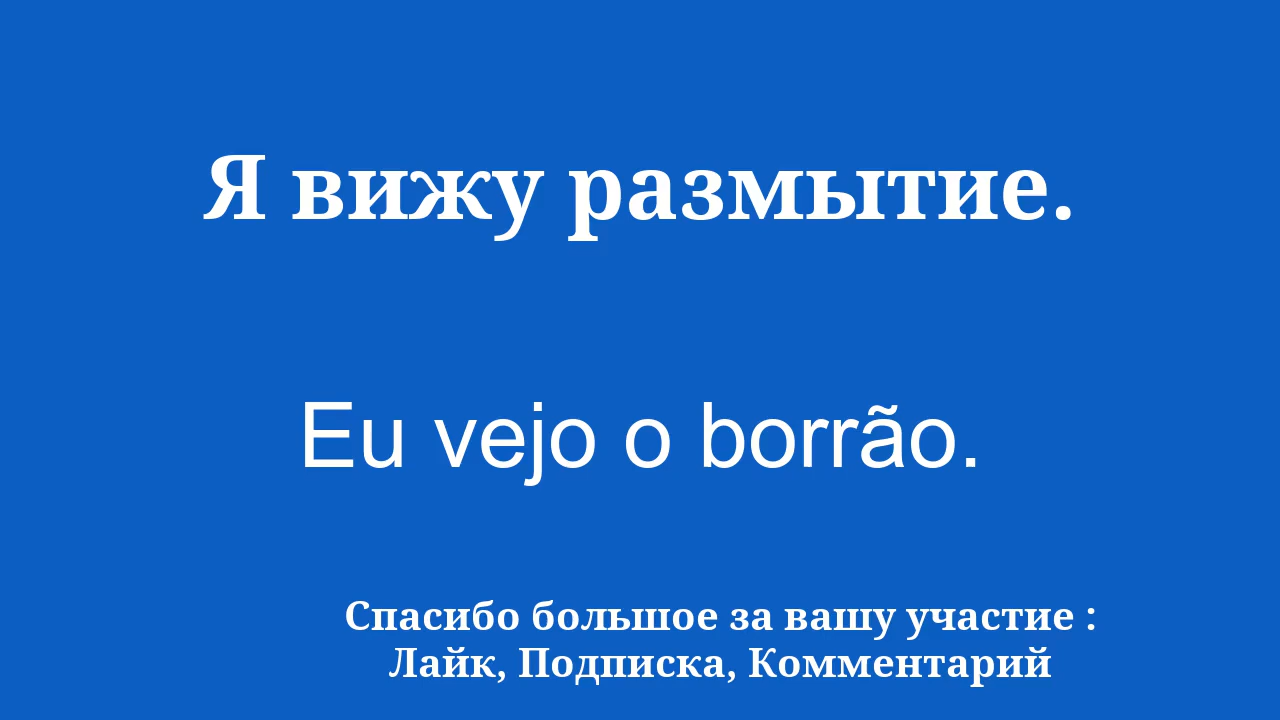 Я вижу размытие.
Eu vejo o borrão.
Спасибо большое за вашу участие :
Лайк, Подписка, Комментарий